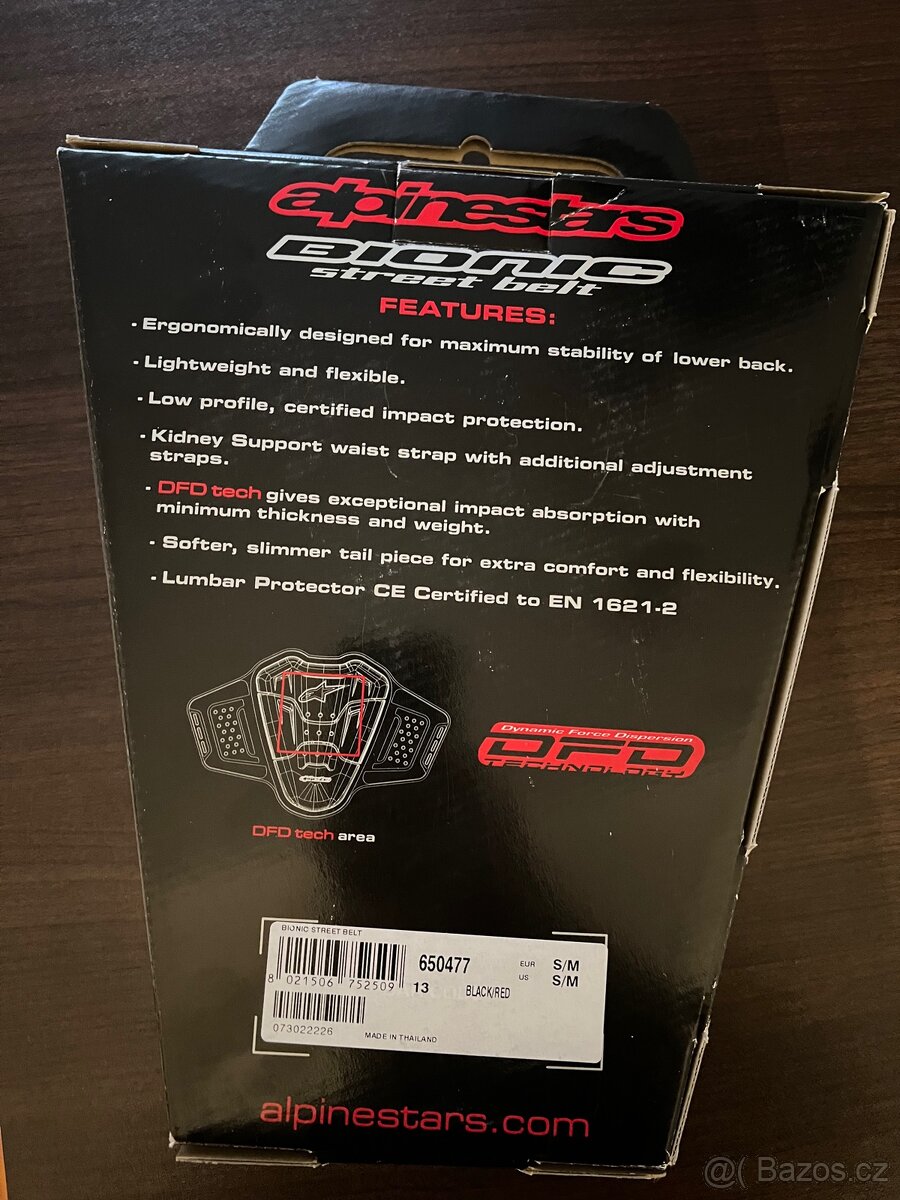 alpinestars
BIONIC
street belt
FEATURES:
· Ergonomically designed for maximum stability of lower back.
· Lightweight and flexible.
· Low profile, certified impact protection.
· Kidney Support waist strap with additional adjustment
straps.
· DFD tech gives exceptional impact absorption with
minimum thickness and weight.
· Softer, slimmer tail piece for extra comfort and flexibility.
· Lumbar Protector CE Certified to EN 1621-2
Dynamic Force Dispersion
DFD
TECHNOLOGY
DFD tech area
BIONIC STREET BELT
650477 EUR S/M
US S/M
8 021506 752509 13 BLACK/RED
073022226 MADE IN THAILAND
alpinestars.com
@( Bazos.cz